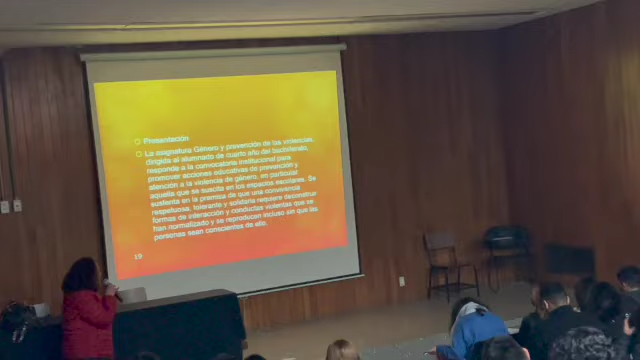 Presentación
La asignatura Género y prevención de las violencias,
dirigida al alumnado de cuarto año del bachillerato,
responde a la convocatoria institucional para
promover acciones educativas de prevención y
atención a la violencia de género, en particular
aquella que se suscita en los espacios escolares. Se
sustenta en la premisa de que una convivencia
respetuosa, tolerante y solidaria requiere deconstruir
formas de interacción y conductas violentas que se
han normalizado y se reproducen incluso sin que las
personas sean conscientes de ello.
19